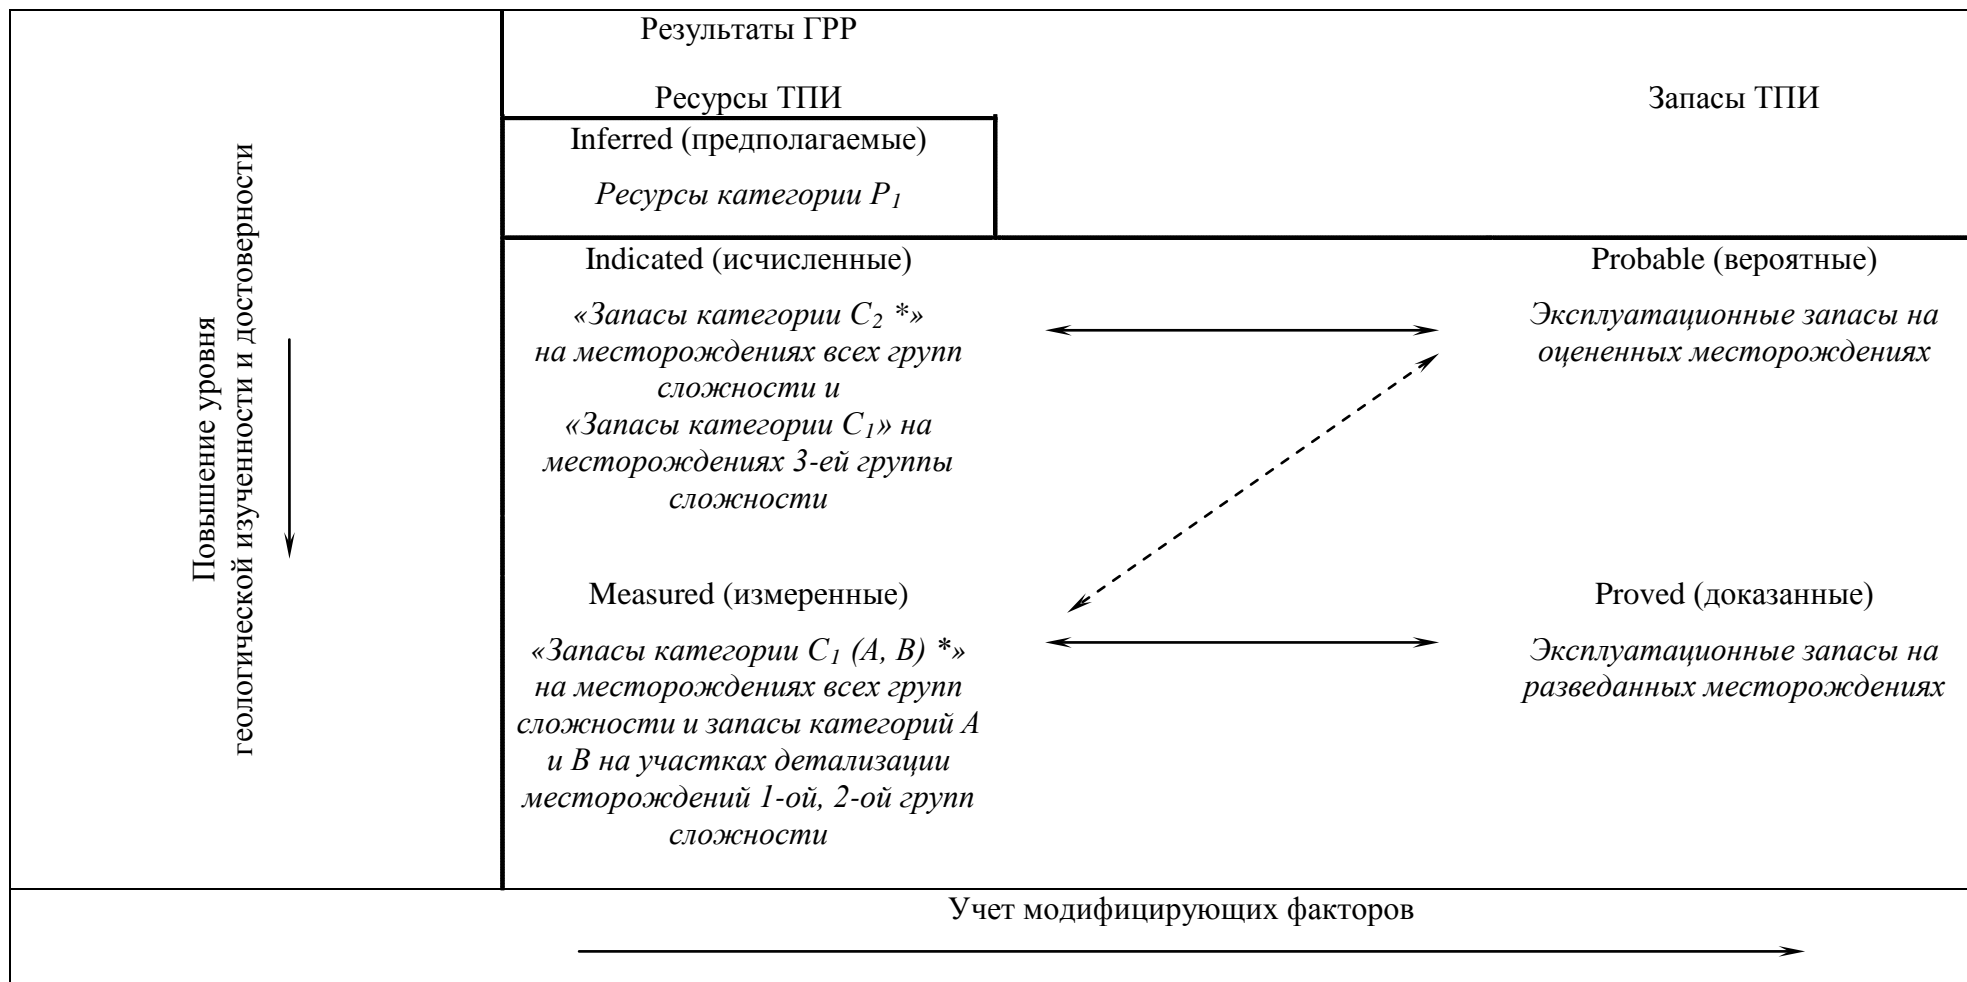 Результаты ГРР
Ресурсы ТПИ
Запасы ТПИ
Повышение уровня
геологической изученности и достоверности
Inferred (предполагаемые)
Ресурсы категории P₁
Indicated (исчисленные)
«Запасы категории C₂ *»
на месторождениях всех групп
сложности и
«Запасы категории C₁» на
месторождениях 3-ей группы
сложности
Probable (вероятные)
Эксплуатационные запасы на
оцененных месторождениях
Measured (измеренные)
«Запасы категории C₁ (A, B) *»
на месторождениях всех групп
сложности и запасы категорий A
и B на участках детализации
месторождений 1-ой, 2-ой групп
сложности
Proved (доказанные)
Эксплуатационные запасы на
разведанных месторождениях
Учет модифицирующих факторов